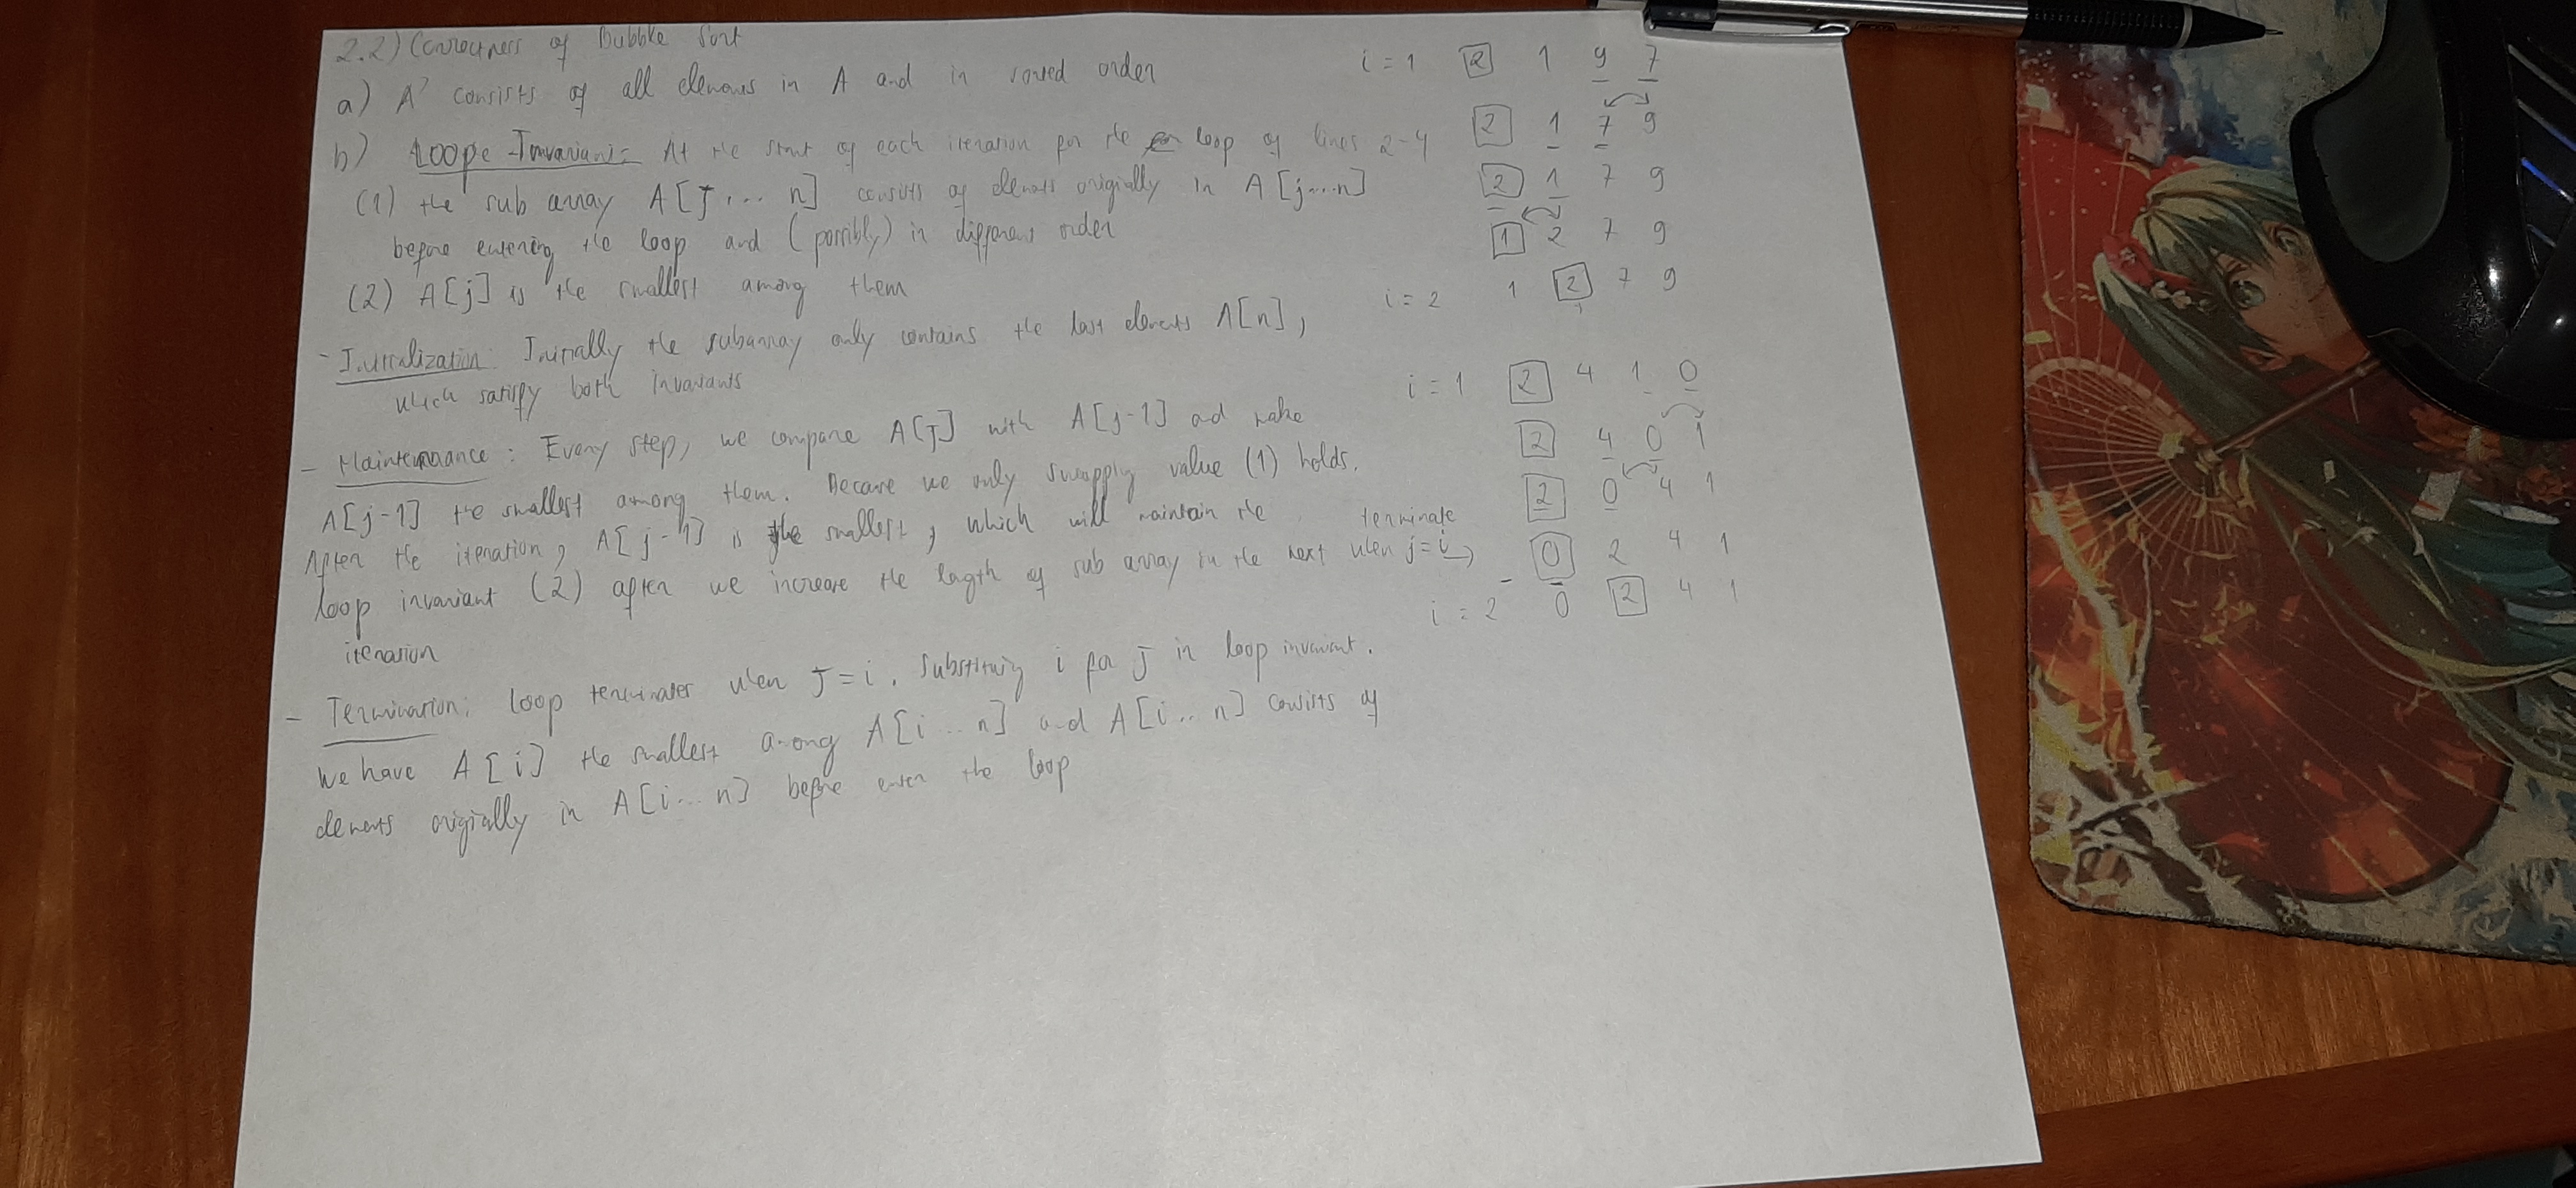 2.2) Correctness of Bubble Sort
a) A' consists of all elements in A and in sorted order
b) Loop-Invariant: At the start of each iteration for the loop of lines 2-4
(1) the sub array A[j... n] consists of elements originally in A[j...n]
before entering the loop and (possibly) in different order
(2) A[j] is the smallest among them
- Initialization: Initially the subarray only contains the last elements A[n],
which satisfy both invariants
- Maintenance: Every step, we compare A[j] with A[j-1] and make
A[j-1] the smallest among them. Because we only swapply value (1) holds.
After the iteration, A[j-1] is the smallest, which will maintain the
loop invariant (2) after we increase the length of sub array in the next
iteration
- Termination: Loop terminates when J=i. Substituing i for J in loop invariant.
We have A[i] the smallest among A[i...n] and A[i..n] consists of
elements originally in A[i...n] before enter the loop
i = 1 2 1 9 7
2 1 7 9
2 1 7 9
1 2 7 9
i = 2 1 2 7 9
i = 1 2 4 1 0
2 4 0 1
2 0 4 1
terminate
when j=i → 0 2 4 1
i = 2 0 2 4 1